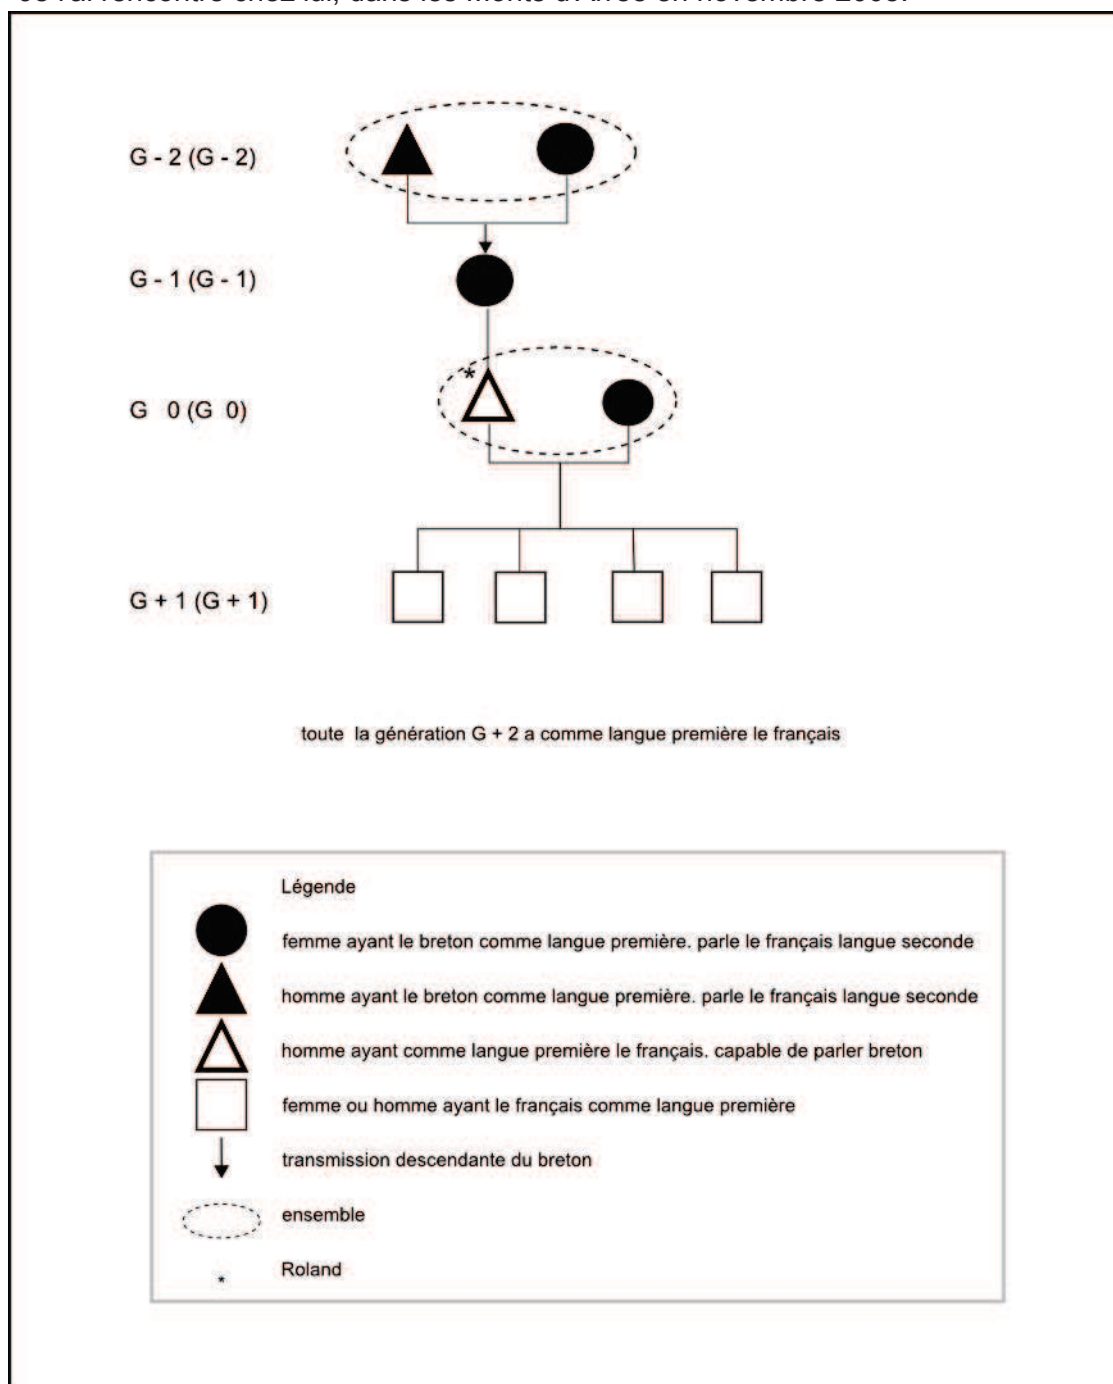 G - 2 (G - 2)
G - 1 (G - 1)
*
G 0 (G 0)
G + 1 (G + 1)
toute la génération G + 2 a comme langue première le français
Légende
femme ayant le breton comme langue première. parle le français langue seconde
homme ayant le breton comme langue première. parle le français langue seconde
homme ayant comme langue première le français. capable de parler breton
femme ou homme ayant le français comme langue première
transmission descendante du breton
ensemble
* Roland